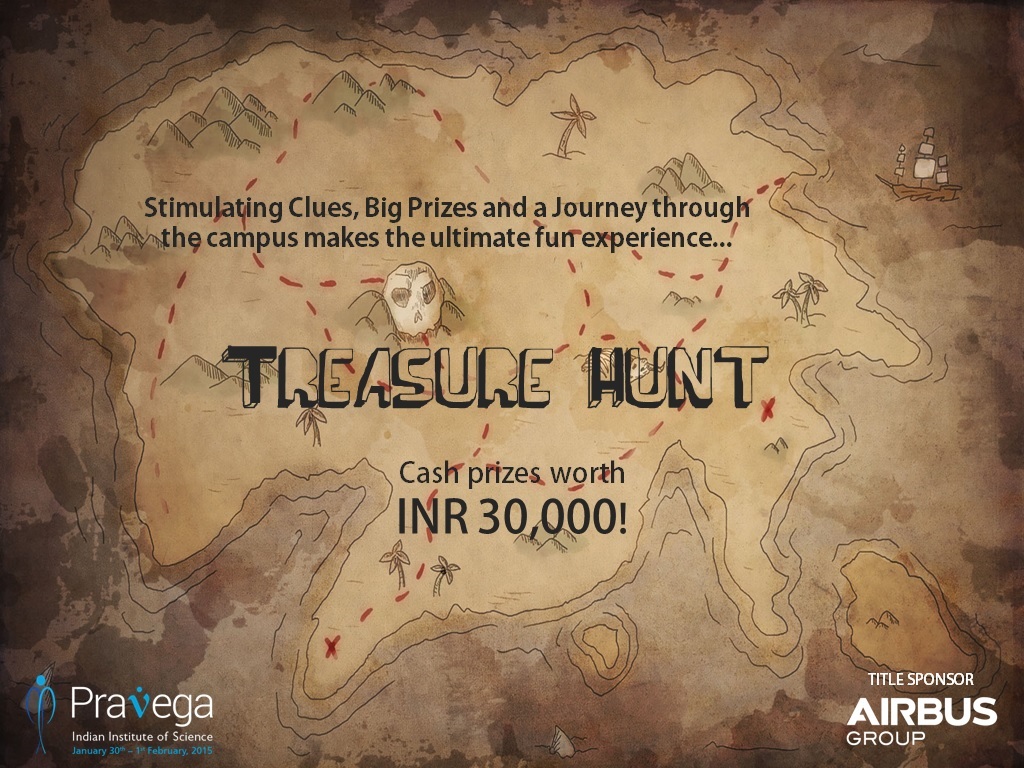 Stimulating Clues, Big Prizes and a Journey through
the campus makes the ultimate fun experience...
TREASURE HUNT
Cash prizes worth
INR 30,000!
Pravega
Indian Institute of Science
January 30th – 1st February, 2015
TITLE SPONSOR
AIRBUS
GROUP